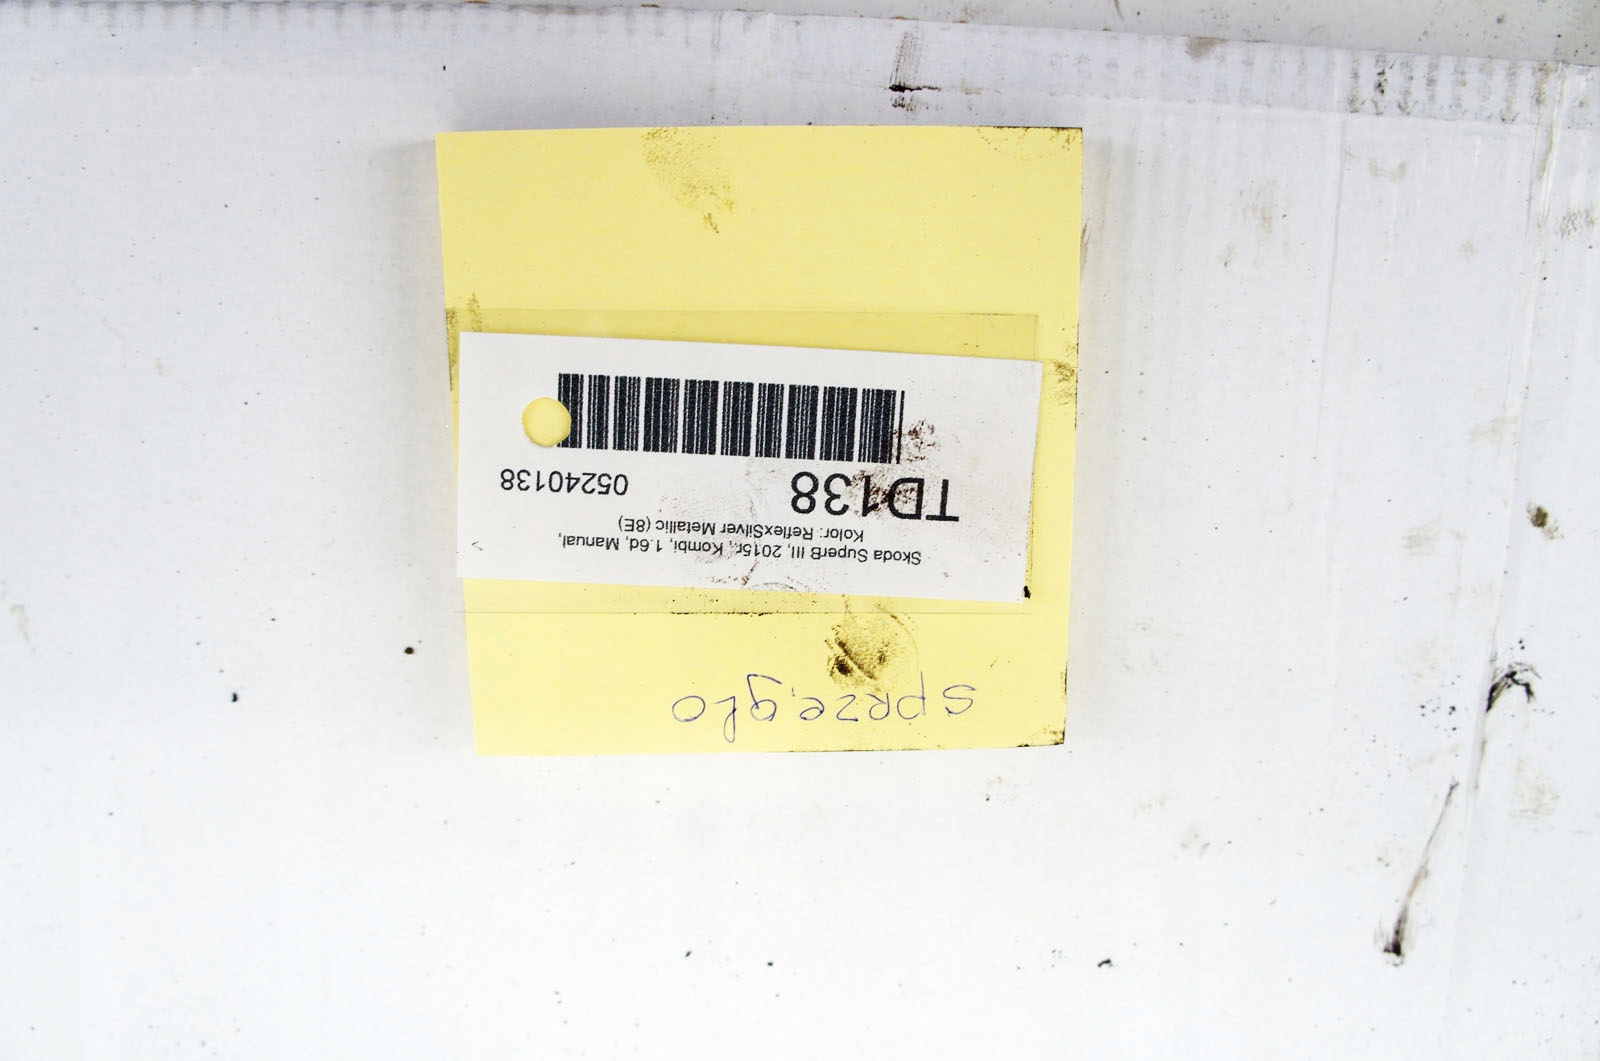 sprzęgło
Skoda SuperB III, 2015r., Kombi, 1.6d, Manual,
Kolor: ReflexSilver Metallic (8E)
TD138 05240138